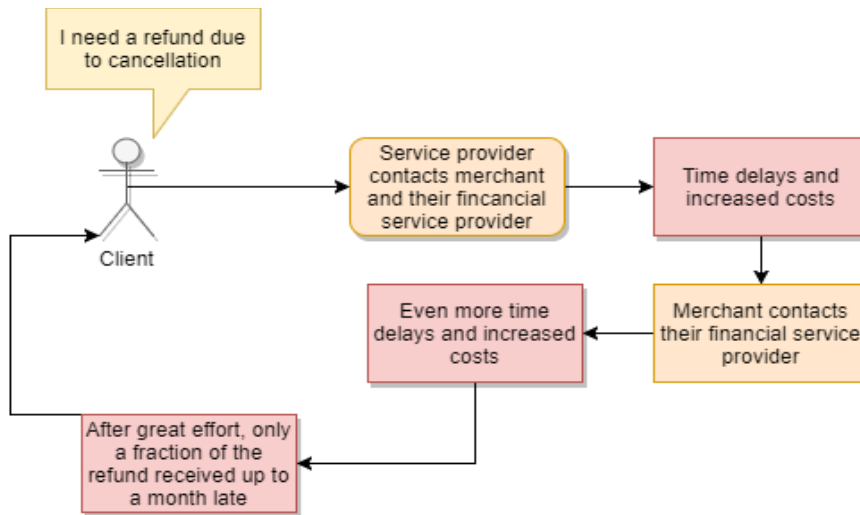 I need a refund due
to cancellation
Client
Service provider
contacts merchant
and their fincancial
service provider
Time delays and
increased costs
Merchant contacts
their financial service
provider
Even more time
delays and increased
costs
After great effort, only
a fraction of the
refund received up to
a month late